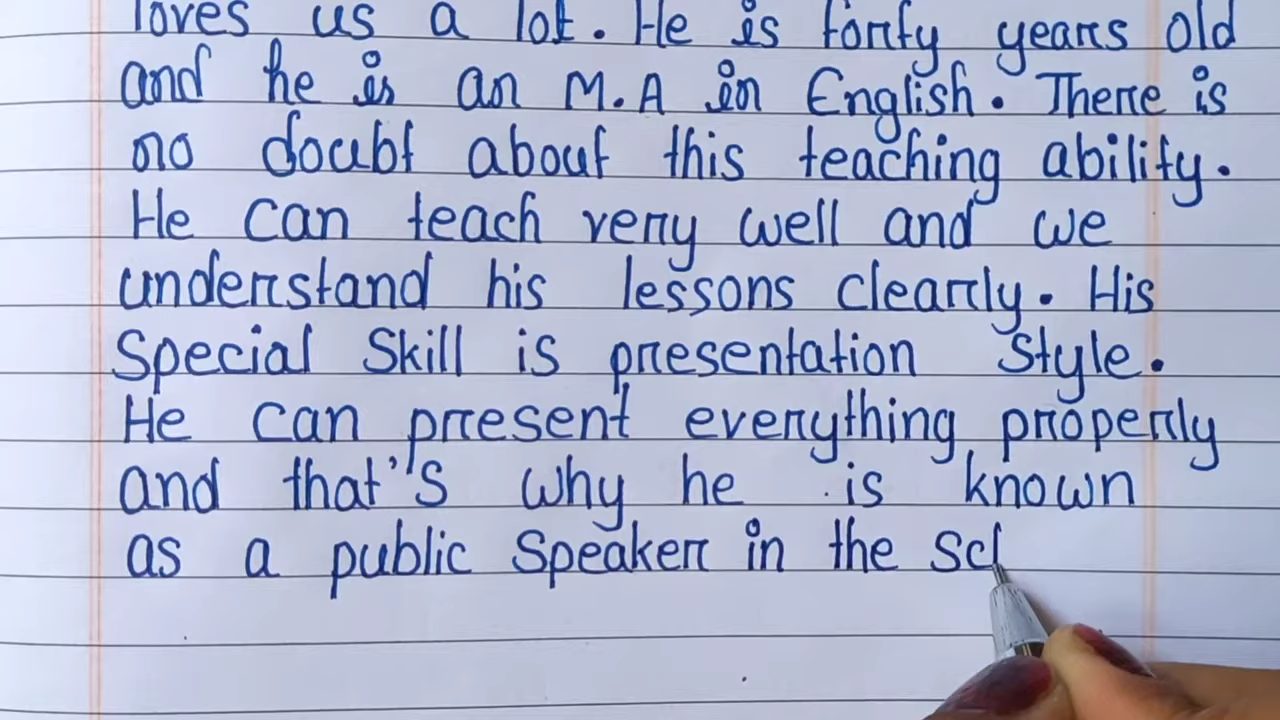 loves us a lot. He is forty years old
and he is an M.A in English. There is
no doubt about this teaching ability.
He can teach very well and we
understand his lessons clearly. His
Special Skill is presentation Style.
He can present everything properly
and that's why he is known
as a public Speaker in the Sch